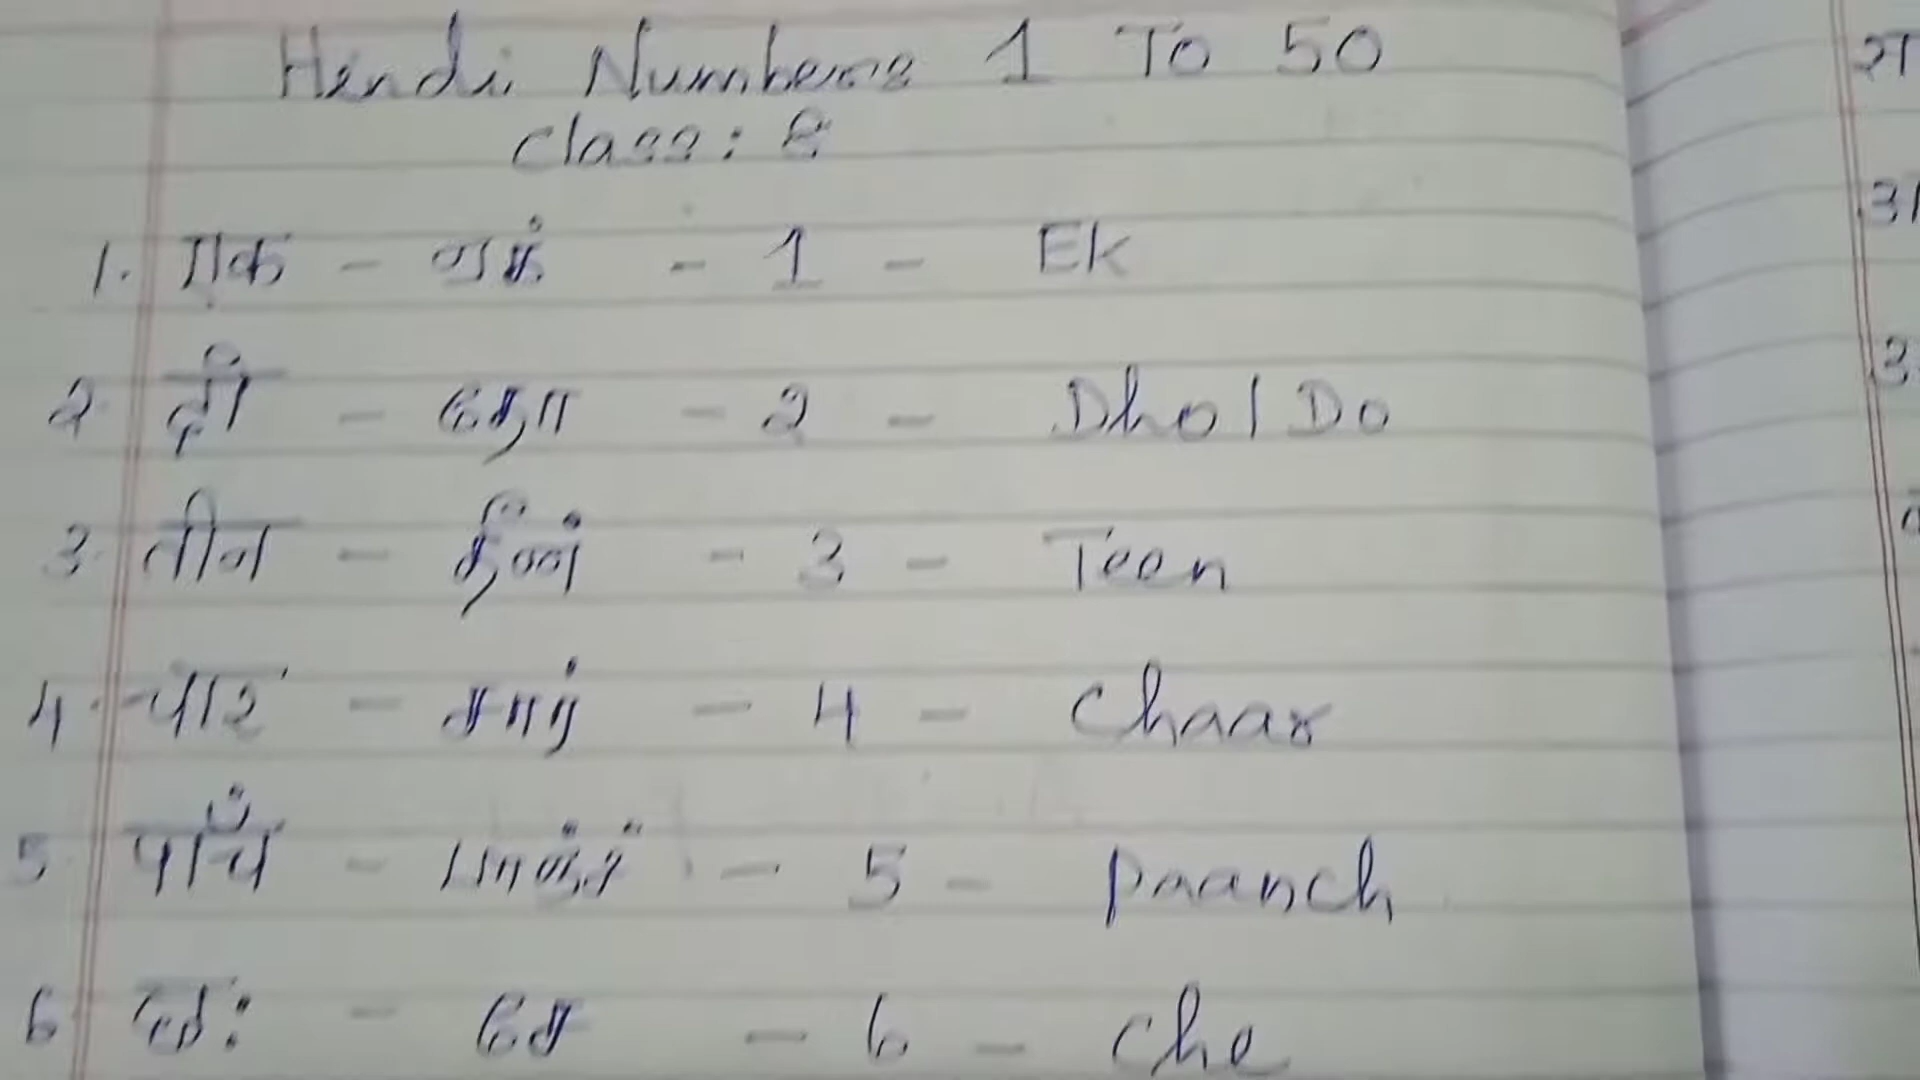 Hindi Numbers 1 To 50
Class: 8
1. एक - ஏக் - 1 - Ek
2. दो - தோ - 2 - Dho/Do
3. तीन - தீன் - 3 - Teen
4. चार - சார் - 4 - Chaar
5. पाँच - பாஞ்ச் - 5 - Paanch
6. छः - சே - 6 - Che